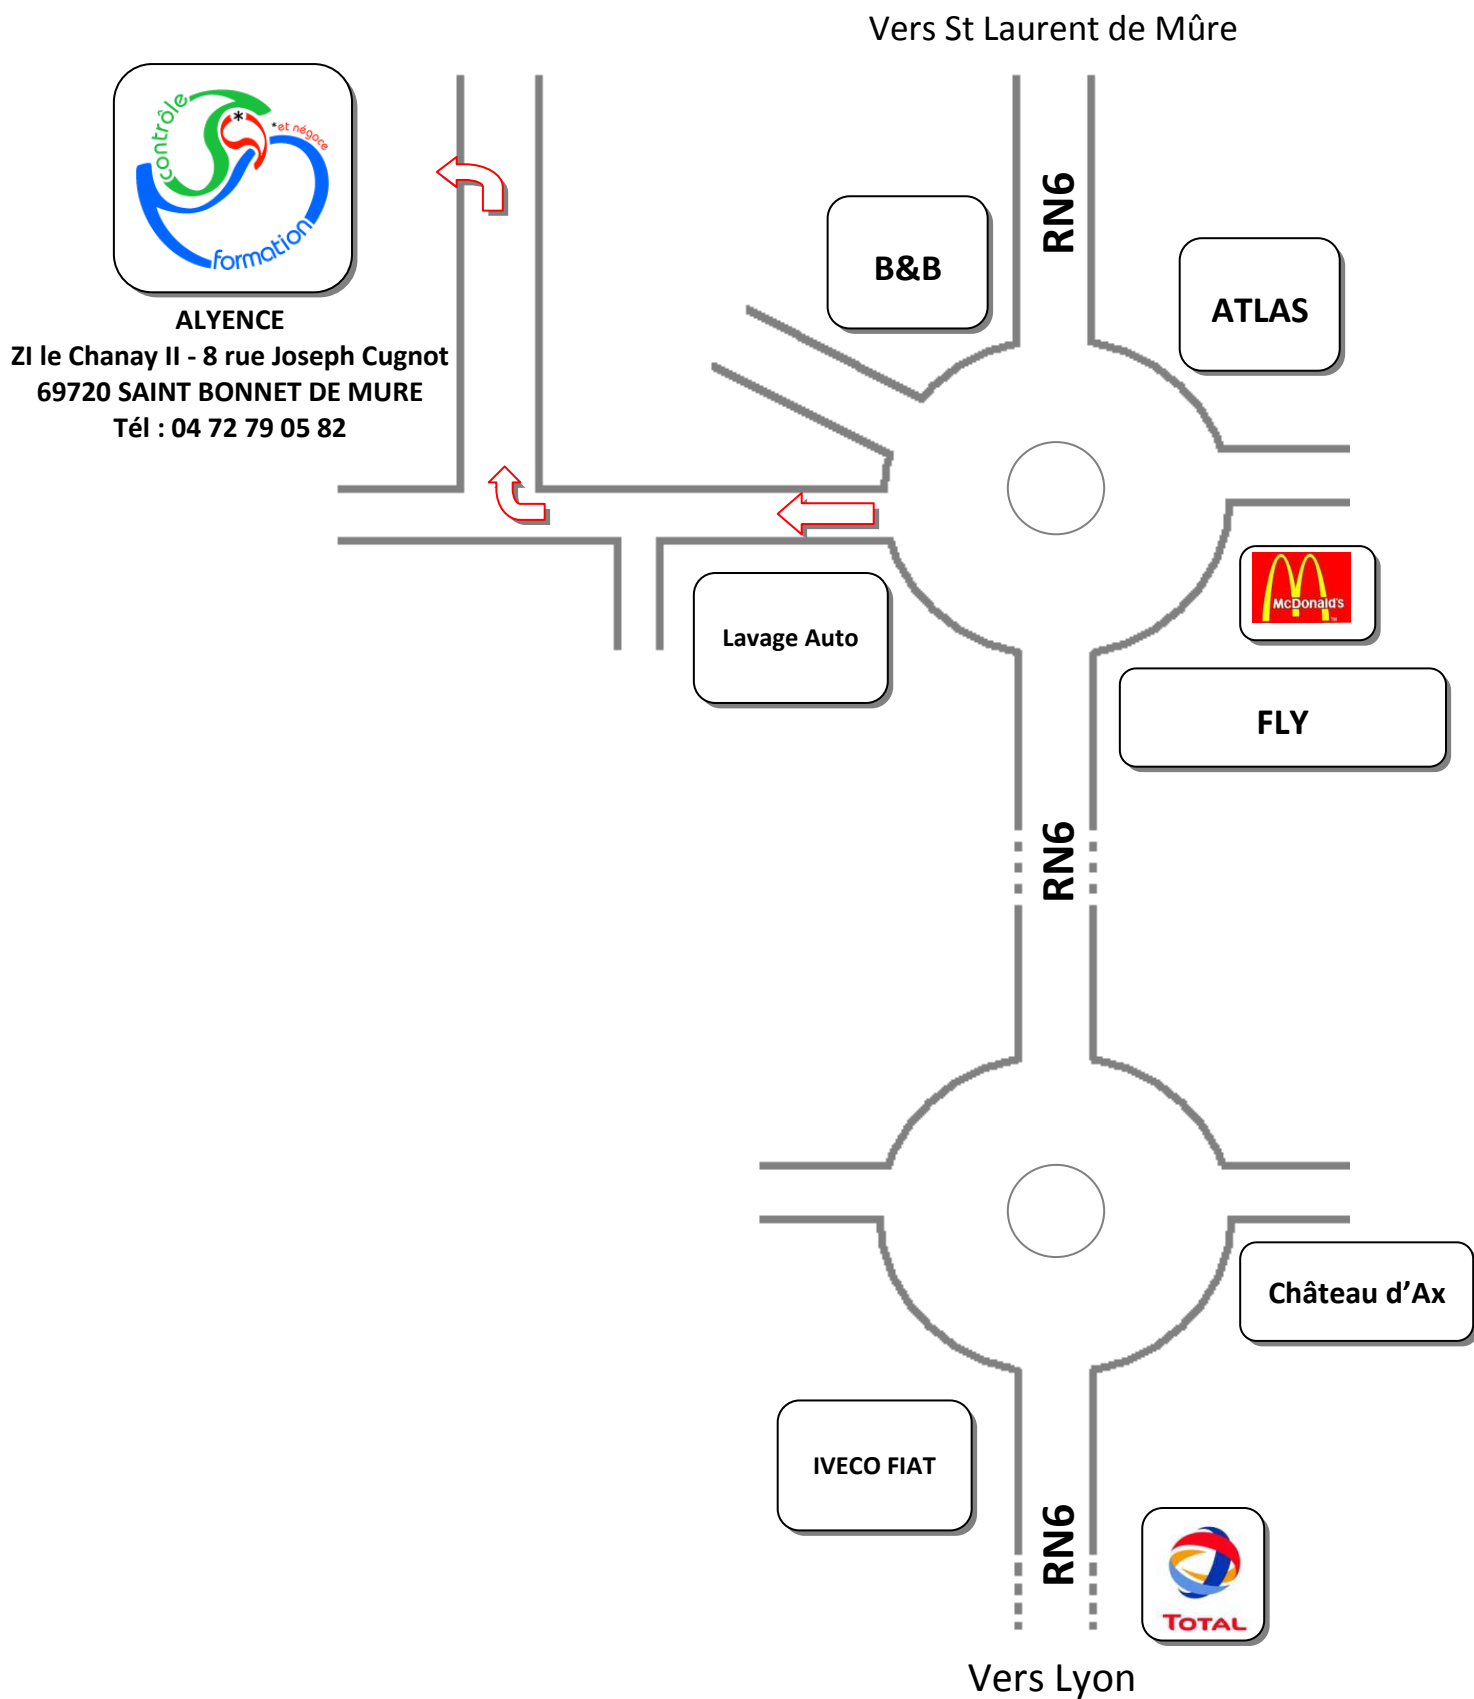 Vers St Laurent de Mûre
contrôle
*
*et négoce
formation
ALYENCE
ZI le Chanay II - 8 rue Joseph Cugnot
69720 SAINT BONNET DE MURE
Tél : 04 72 79 05 82
RN6
B&B
ATLAS
McDonald's
TM
Lavage Auto
FLY
RN6
Château d’Ax
IVECO FIAT
RN6
TOTAL
Vers Lyon